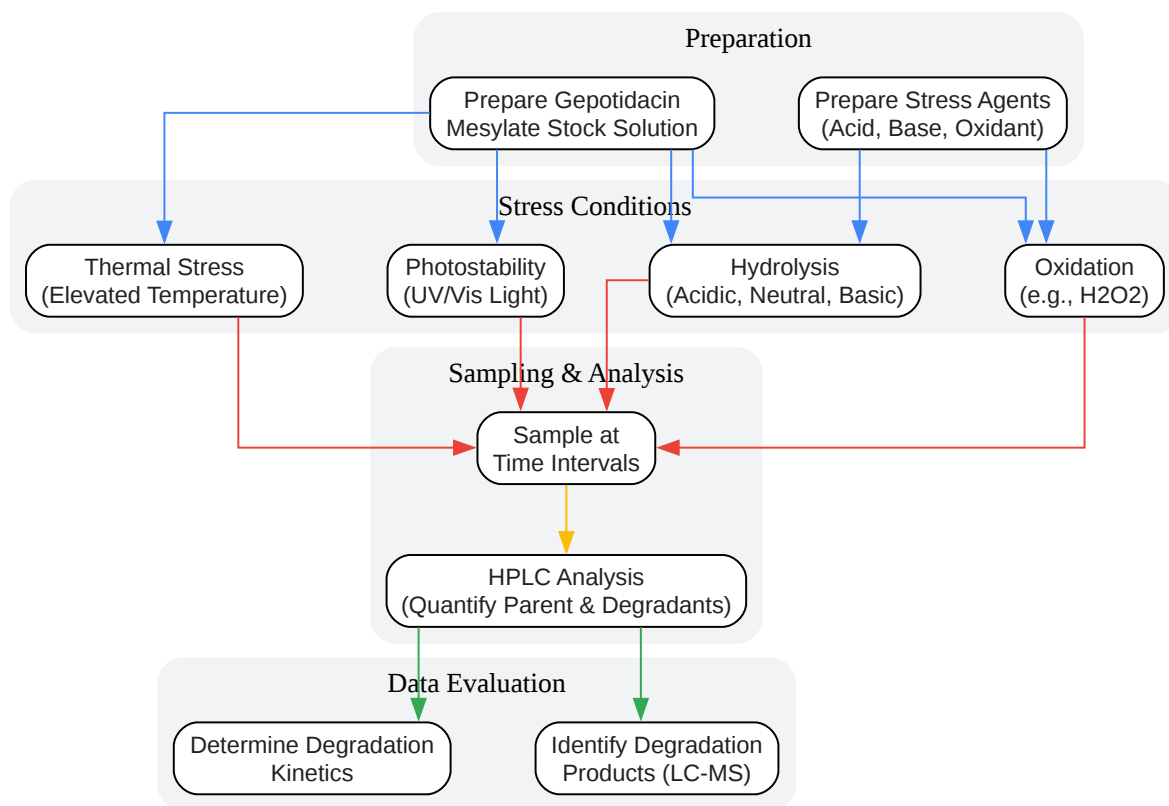 Preparation
Prepare Gepotidacin
Mesylate Stock Solution
Prepare Stress Agents
(Acid, Base, Oxidant)
Stress Conditions
Thermal Stress
(Elevated Temperature)
Photostability
(UV/Vis Light)
Hydrolysis
(Acidic, Neutral, Basic)
Oxidation
(e.g., H2O2)
Sampling & Analysis
Sample at
Time Intervals
HPLC Analysis
(Quantify Parent & Degradants)
Data Evaluation
Determine Degradation
Kinetics
Identify Degradation
Products (LC-MS)